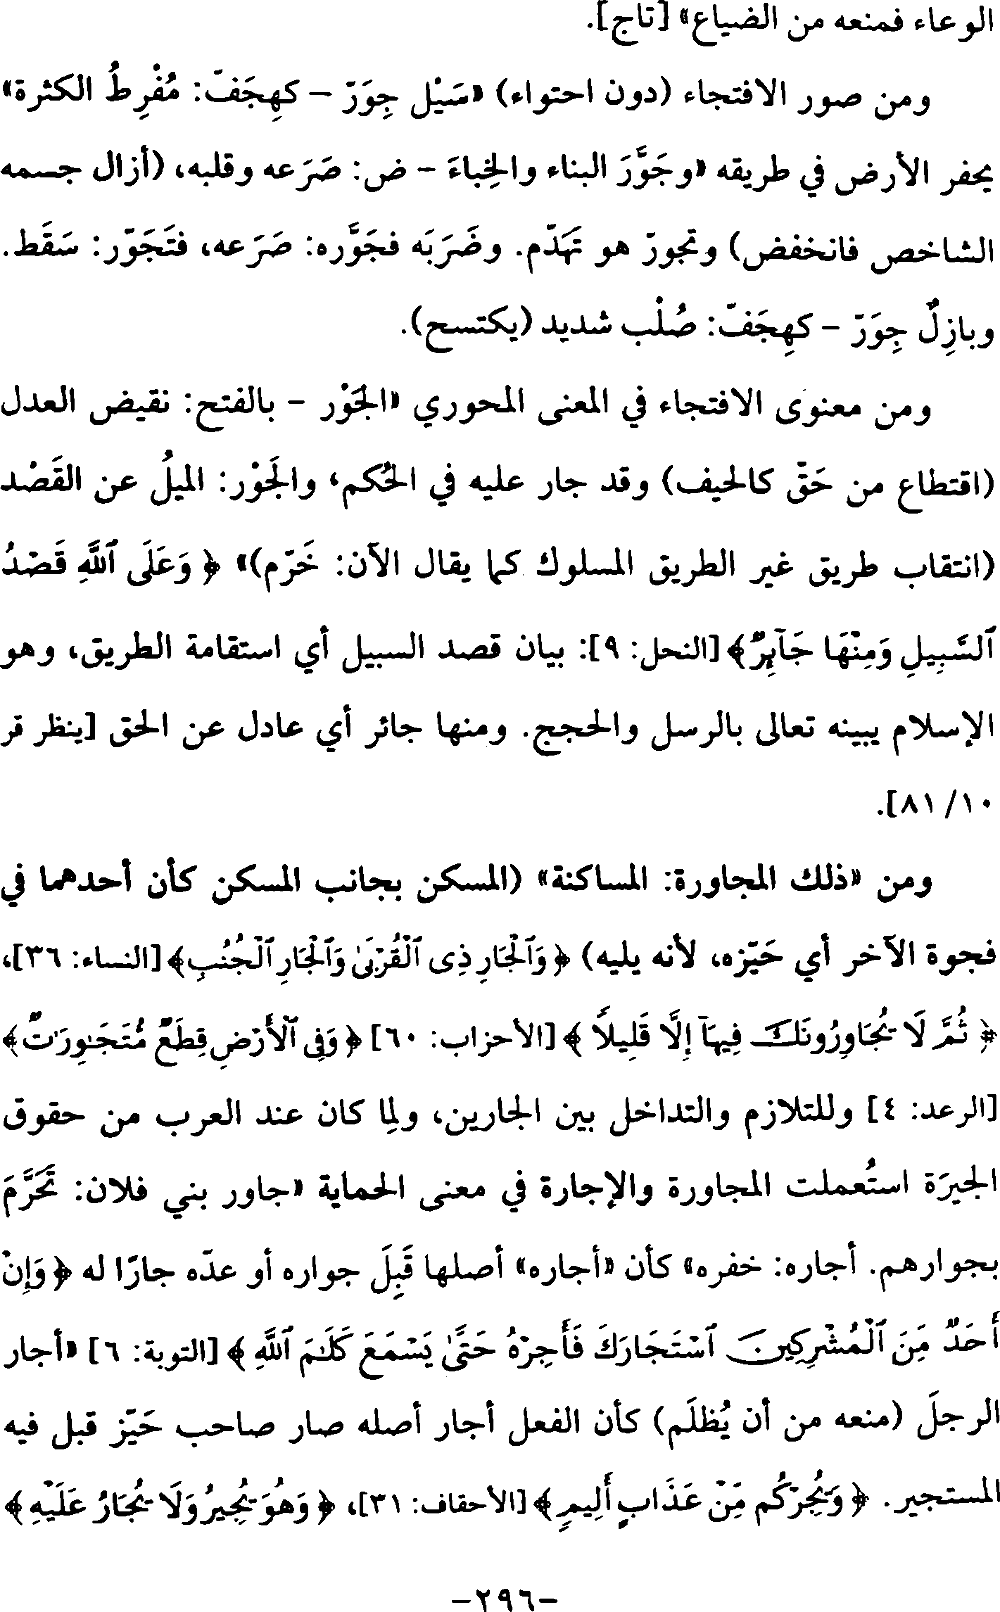 الوعاء فمنعه من الضياع» [تاج].
ومن صور الافتجاء (دون احتواء) «سَيْل جِوَرّ – كهِجَفّ: مُفْرِطُ الكثرة»
يحفر الأرض في طريقه «وجَوَّرَ البناء والخِباءَ – ض: صَرَعه وقلبه، (أزال جسمه
الشاخص فانخفض) وتجورّ هو تَهَدّم. وضَرَبَه فجَوَّره: صَرَعه، فتَجَوّر: سَقَط.
وبازِلٌ جِوَرّ – كهِجَفّ: صُلْب شديد (يكتسح).
ومن معنوى الافتجاء في المعنى المحوري «الجَوْر – بالفتح: نقيض العدل
(اقتطاع من حَقّ كالحيف) وقد جار عليه في الحُكم، والجَوْر: الميلُ عن القَصْد
(انتقاب طريق غير الطريق المسلوك كما يقال الآن: خَرّم)» ﴿ وَعَلَى ٱللَّهِ قَصْدُ
ٱلسَّبِيلِ وَمِنْهَا جَآئِرٌ ﴾ [النحل: ٩]: بيان قصد السبيل أي استقامة الطريق، وهو
الإسلام يبينه تعالى بالرسل والحجج. ومنها جائر أي عادل عن الحق [ينظر قر
١٠/ ٨١].
ومن «ذلك المجاورة: المساكنة» (المسكن بجانب المسكن كأن أحدهما في
فجوة الآخر أي حَيّزه، لأنه يليه) ﴿ وَٱلْجَارِ ذِى ٱلْقُرْبَىٰ وَٱلْجَارِ ٱلْجُنُبِ ﴾ [النساء: ٣٦]،
﴿ ثُمَّ لَا يُجَاوِرُونَكَ فِيهَآ إِلَّا قَلِيلًا ﴾ [الأحزاب: ٦٠] ﴿ وَفِى ٱلْأَرْضِ قِطَعٌ مُّتَجَـٰوِرَٰتٌ ﴾
[الرعد: ٤] وللتلازم والتداخل بين الجارين، ولِما كان عند العرب من حقوق
الجيرَة استُعملت المجاورة والإجارة في معنى الحماية «جاور بني فلان: تَحَرَّمَ
بجوارهم. أجاره: خفره» كأن «أجاره» أصلها قَبِلَ جواره أو عدّه جارًا له ﴿ وَإِنْ
أَحَدٌ مِّنَ ٱلْمُشْرِكِينَ ٱسْتَجَارَكَ فَأَجِرْهُ حَتَّىٰ يَسْمَعَ كَلَـٰمَ ٱللَّهِ ﴾ [التوبة: ٦] «أجار
الرجلَ (منعه من أن يُظلَم) كأن الفعل أجار أصله صار صاحب حَيّز قبل فيه
المستجير. ﴿ وَيُجِرْكُم مِّنْ عَذَابٍ أَلِيمٍ ﴾ [الأحقاف: ٣١]، ﴿ وَهُوَ يُجِيرُ وَلَا يُجَارُ عَلَيْهِ ﴾
–٢٩٦–